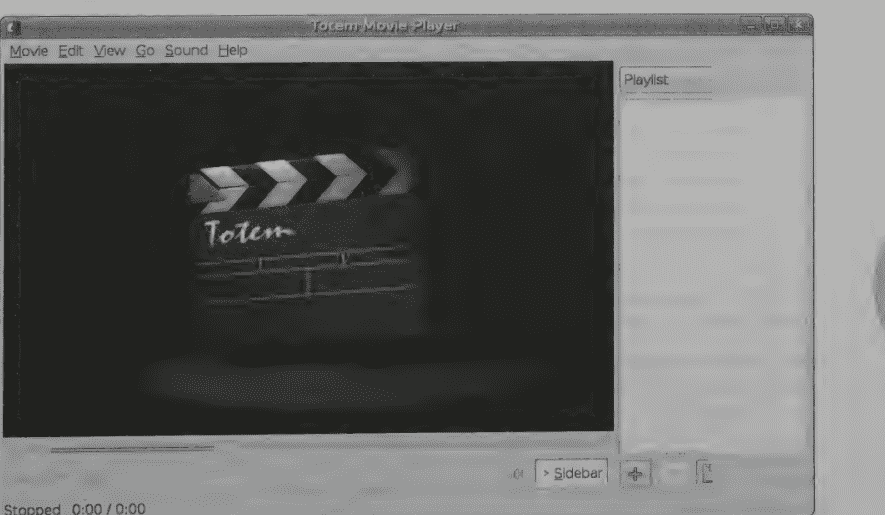 Totem Movie Player
Movie Edit View Go Sound Help
Playlist
Totem
> Sidebar
Stopped 0:00 / 0:00